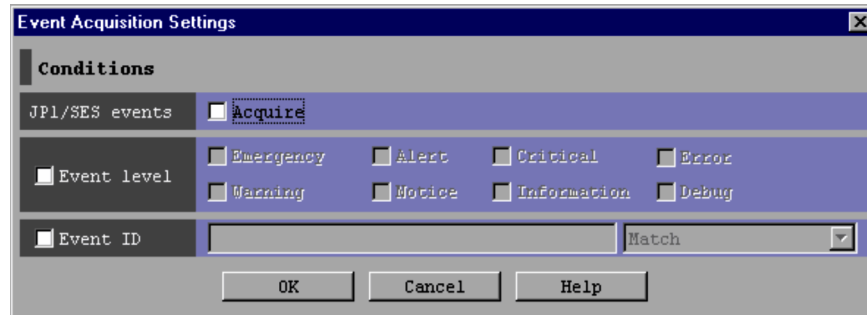 Event Acquisition Settings
Conditions
JP1/SES events Acquire
Emergency Alert Critical Error
Event level
Warning Notice Information Debug
Event ID Match
OK Cancel Help